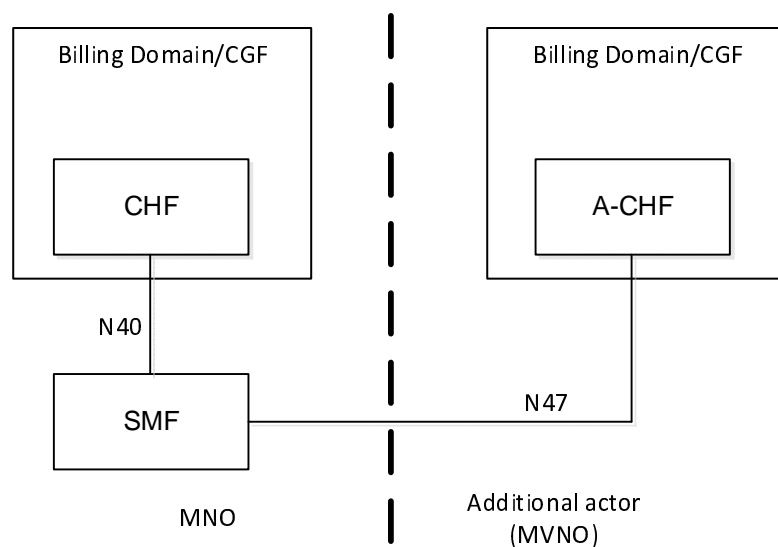 Billing Domain/CGF
Billing Domain/CGF
CHF
A-CHF
N40
N47
SMF
MNO
Additional actor
(MVNO)